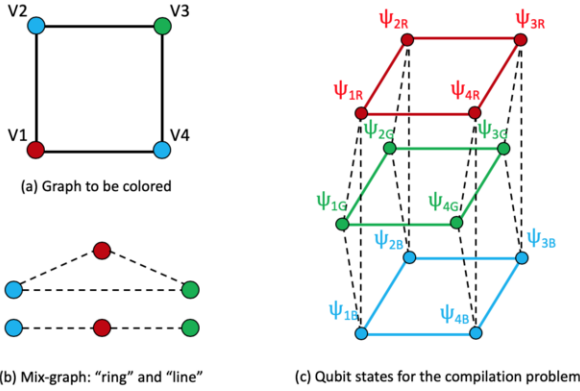 V2
V3
V1
V4
(a) Graph to be colored
(b) Mix-graph: “ring” and “line”
ψ2R
ψ3R
ψ1R
ψ4R
ψ2G
ψ3G
ψ1G
ψ4G
ψ2B
ψ3B
ψ1B
ψ4B
(c) Qubit states for the compilation problem